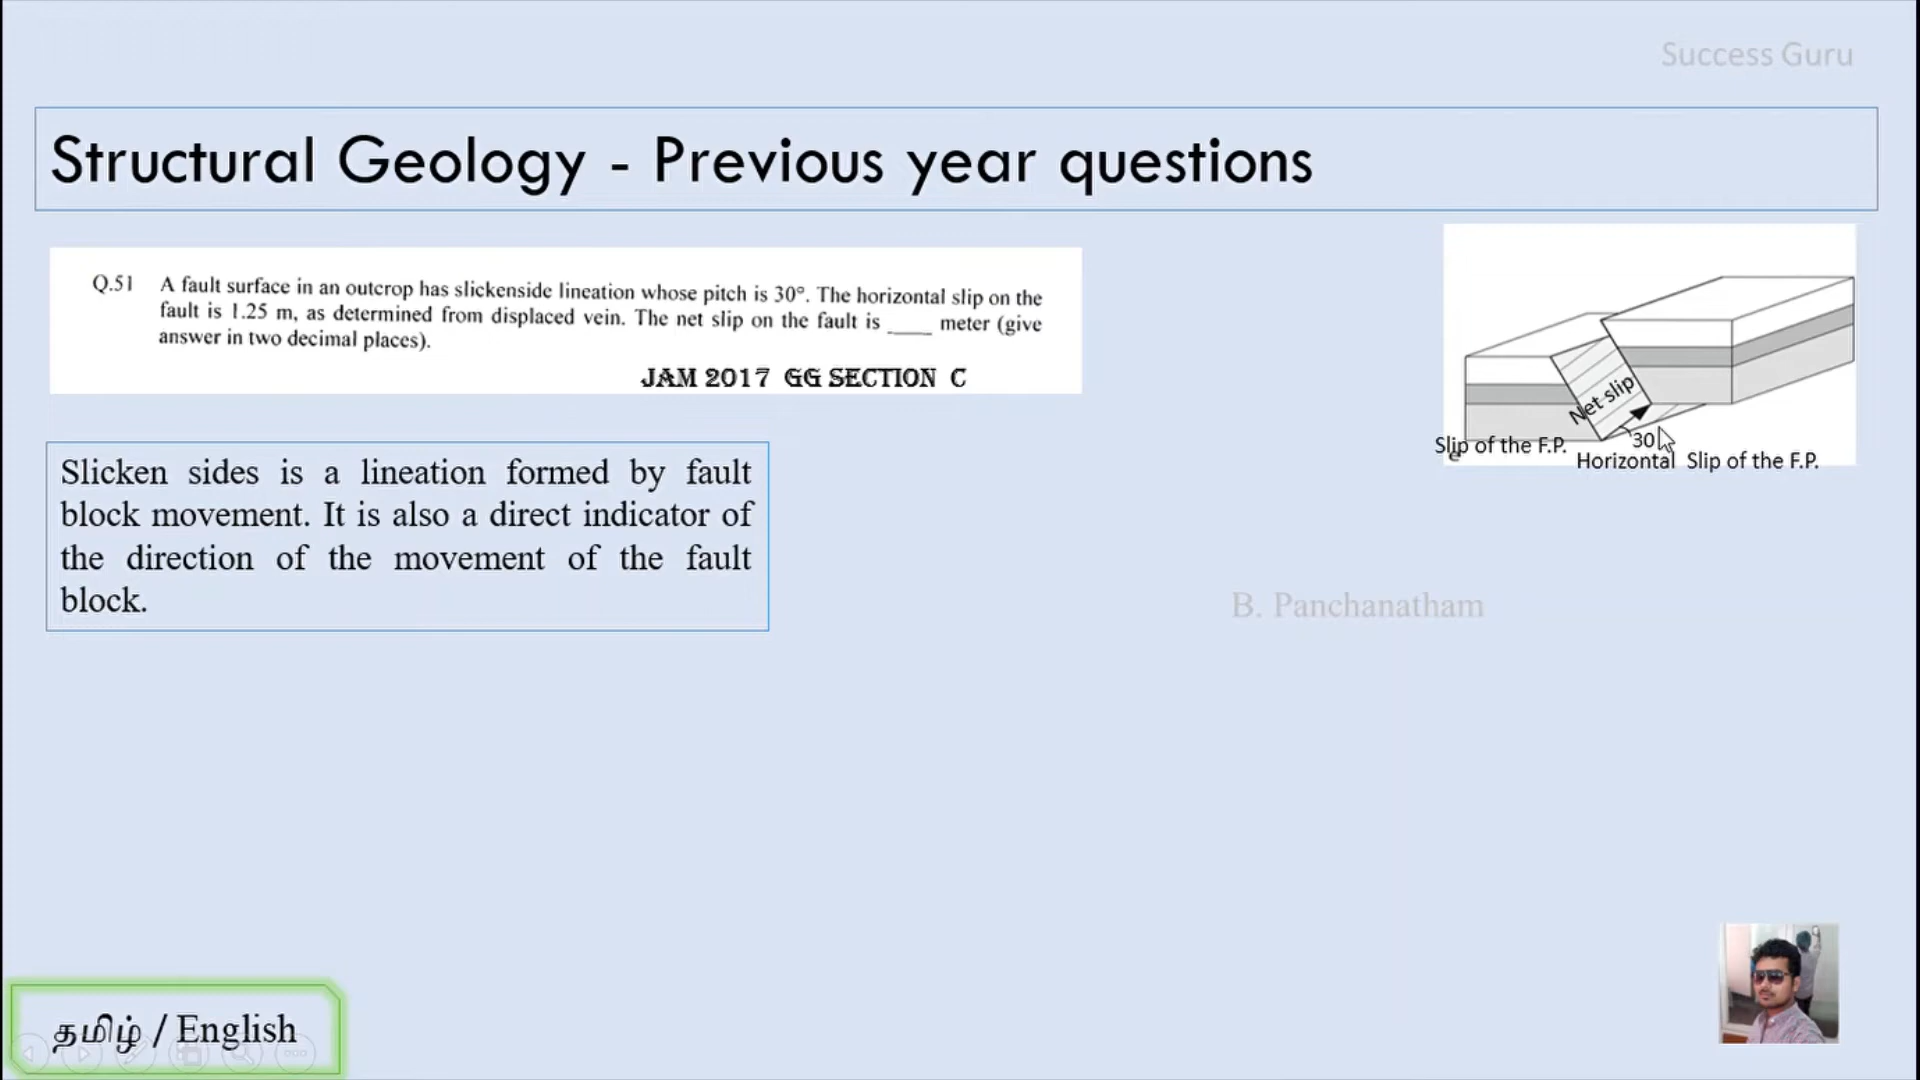 Success Guru
Structural Geology - Previous year questions
Q.51 A fault surface in an outcrop has slickenside lineation whose pitch is 30°. The horizontal slip on the
fault is 1.25 m, as determined from displaced vein. The net slip on the fault is ____ meter (give
answer in two decimal places).
JAM 2017 GG SECTION C
Net slip
30
Slip of the F.P.
Horizontal Slip of the F.P.
Slicken sides is a lineation formed by fault
block movement. It is also a direct indicator of
the direction of the movement of the fault
block.
B. Panchanatham
தமிழ் / English